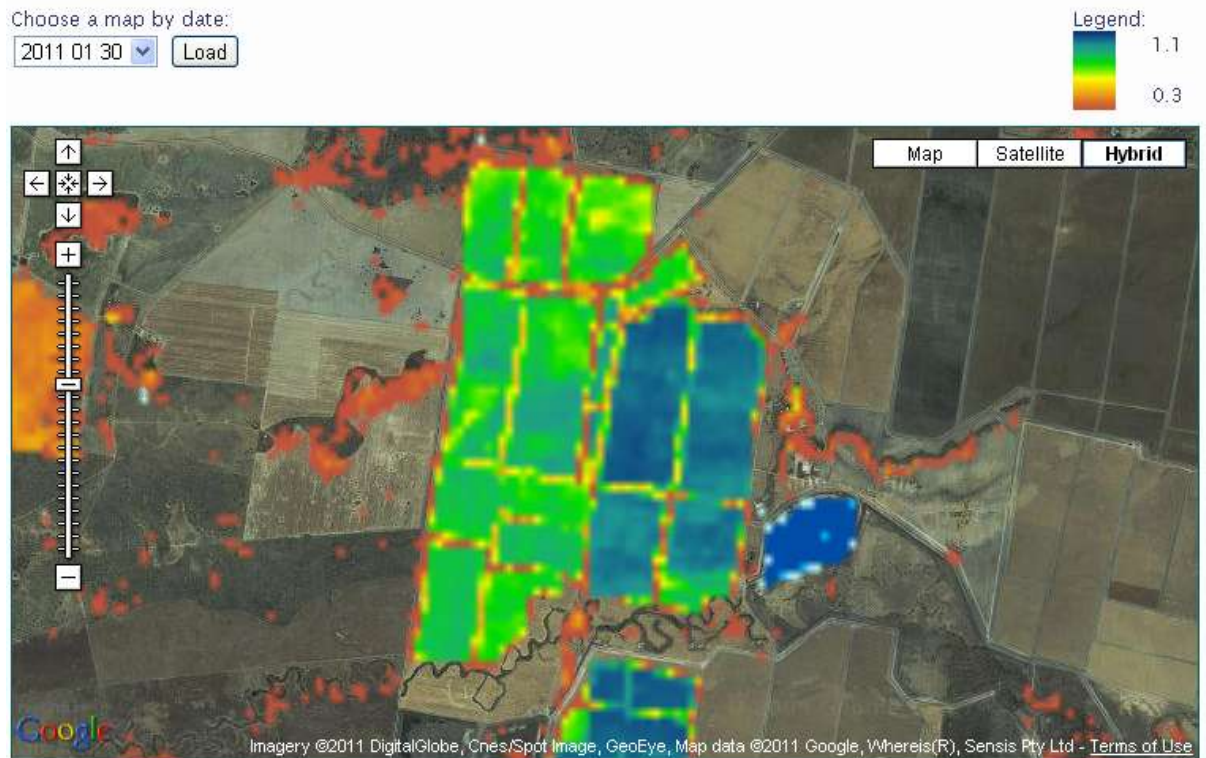 Choose a map by date:
2011 01 30
Load
Legend:
1.1
0.3
Map
Satellite
Hybrid
Google
Imagery ©2011 DigitalGlobe, Cnes/Spot Image, GeoEye, Map data ©2011 Google, Whereis(R), Sensis Pty Ltd - Terms of Use